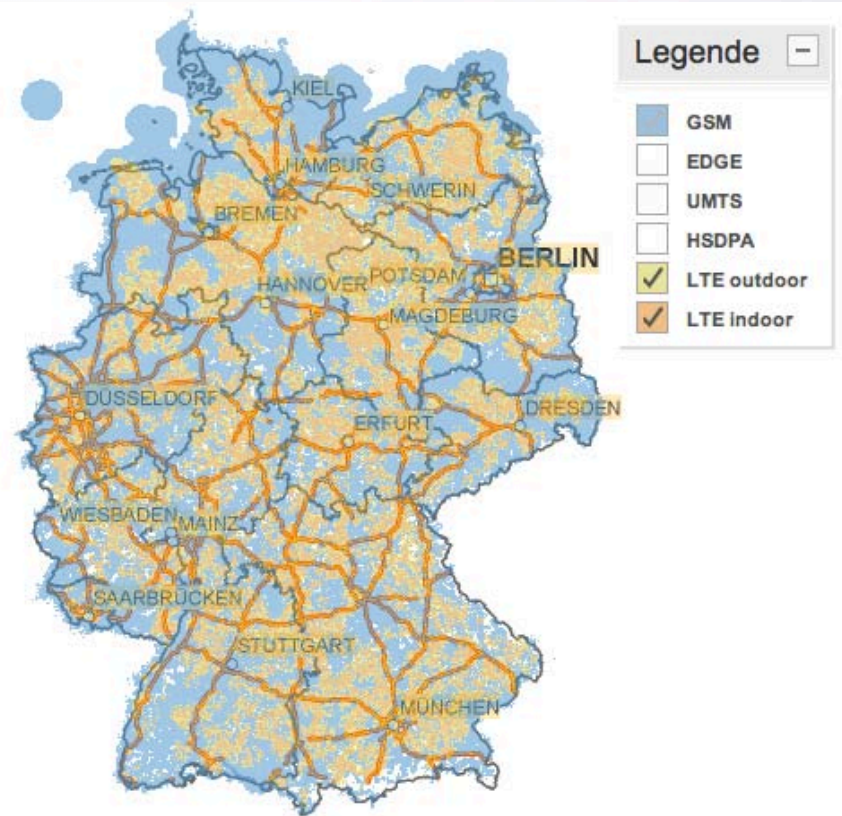 Legende
GSM
EDGE
UMTS
HSDPA
LTE outdoor
LTE indoor
KIEL
HAMBURG
SCHWERIN
BREMEN
BERLIN
HANNOVER
POTSDAM
MAGDEBURG
DÜSSELDORF
DRESDEN
ERFURT
WIESBADEN
MAINZ
SAARBRÜCKEN
STUTTGART
MÜNCHEN